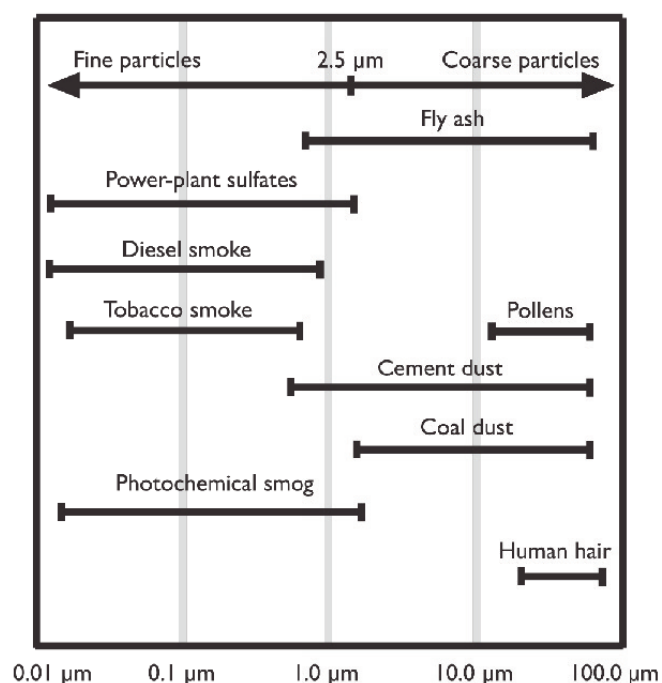 Fine particles 2.5 µm Coarse particles
Fly ash
Power-plant sulfates
Diesel smoke
Tobacco smoke Pollens
Cement dust
Coal dust
Photochemical smog
Human hair
0.01 µm 0.1 µm 1.0 µm 10.0 µm 100.0 µm